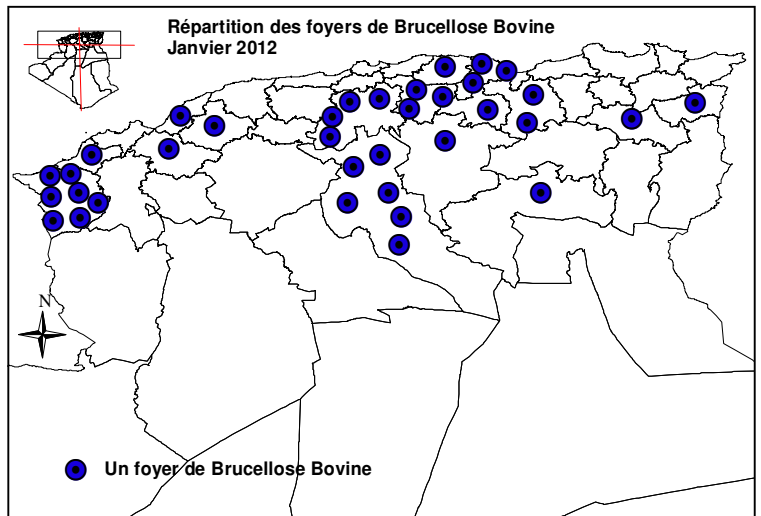 Répartition des foyers de Brucellose Bovine
Janvier 2012
N
Un foyer de Brucellose Bovine